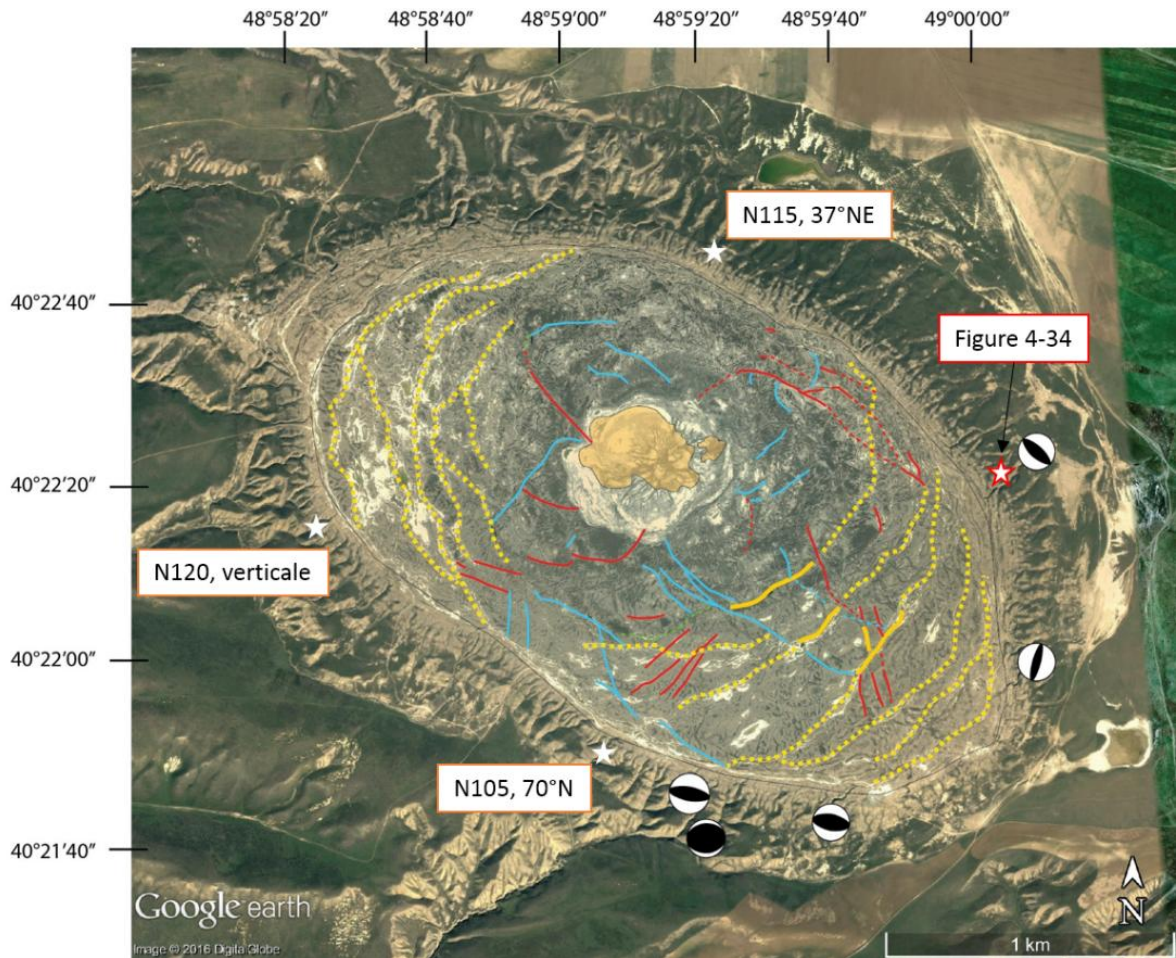 48°58'20” 48°58'40” 48°59'00” 48°59'20” 48°59'40” 49°00'00”
N115, 37°NE
40°22'40”
Figure 4-34
40°22'20”
N120, verticale
40°22'00”
N105, 70°N
40°21'40”
Google earth
N
Image © 2016 Digital Globe
1 km